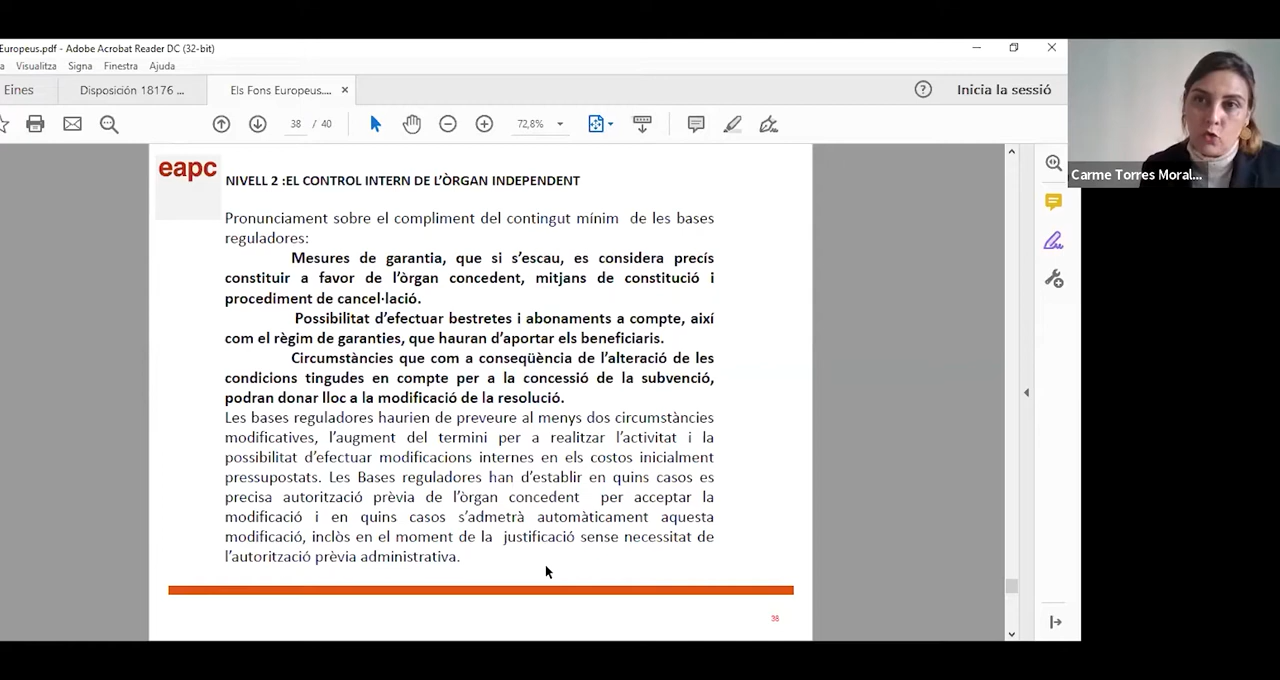 Europeus.pdf - Adobe Acrobat Reader DC (32-bit)
a Visualitza Signa Finestra Ajuda
Eines Disposición 18176 ... Els Fons Europeus.... × Inicia la sessió
38 / 40 72,8%
Carme Torres Moral...
eapc
NIVELL 2 :EL CONTROL INTERN DE L’ÒRGAN INDEPENDENT
Pronunciament sobre el compliment del contingut mínim de les bases
reguladores:
Mesures de garantia, que si s’escau, es considera precís
constituir a favor de l’òrgan concedent, mitjans de constitució i
procediment de cancel·lació.
Possibilitat d’efectuar bestretes i abonaments a compte, així
com el règim de garanties, que hauran d’aportar els beneficiaris.
Circumstàncies que com a conseqüència de l’alteració de les
condicions tingudes en compte per a la concessió de la subvenció,
podran donar lloc a la modificació de la resolució.
Les bases reguladores haurien de preveure al menys dos circumstàncies
modificatives, l’augment del termini per a realitzar l’activitat i la
possibilitat d’efectuar modificacions internes en els costos inicialment
pressupostats. Les Bases reguladores han d’establir en quins casos es
precisa autorització prèvia de l’òrgan concedent per acceptar la
modificació i en quins casos s’admetrà automàticament aquesta
modificació, inclòs en el moment de la justificació sense necessitat de
l’autorització prèvia administrativa.
38